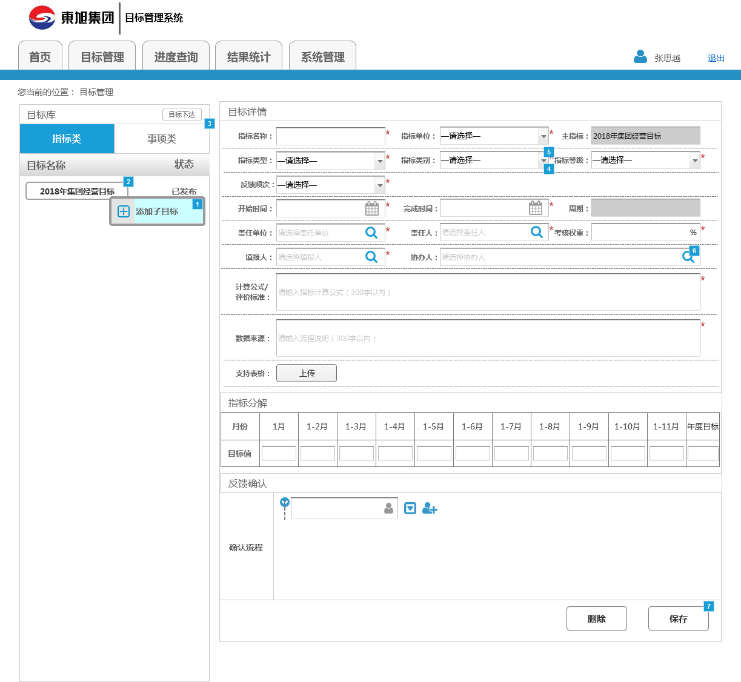 東旭集团 目标管理系统
首页 目标管理 进度查询 结果统计 系统管理 张思越 退出
您当前的位置： 目标管理
目标库 目标下达
3
指标类 事项类
目标名称 状态
2
2018年集团经营目标 已发布
1
添加子目标
目标详情
指标名称： * 指标单位： —请选择— * 主指标： 2018年集团经营目标
5
指标类型： —请选择— * 指标类别： —请选择— 指标等级： —请选择— *
4
反馈频次： —请选择— *
开始时间： * 完成时间： * 周期：
责任单位： 请选择责任单位 * 责任人： 请选择责任人 * 考核权重： % *
6
填报人： 请选择填报人 * 协办人： 请选择协办人
计算公式/
评价标准： 请输入指标计算公式（300字以内） *
数据来源： 请输入流程说明（300字以内） *
支持表格： 上传
指标分解
月份 1月 1-2月 1-3月 1-4月 1-5月 1-6月 1-7月 1-8月 1-9月 1-10月 1-11月 年度目标
目标值
反馈确认
确认流程
7
删除 保存